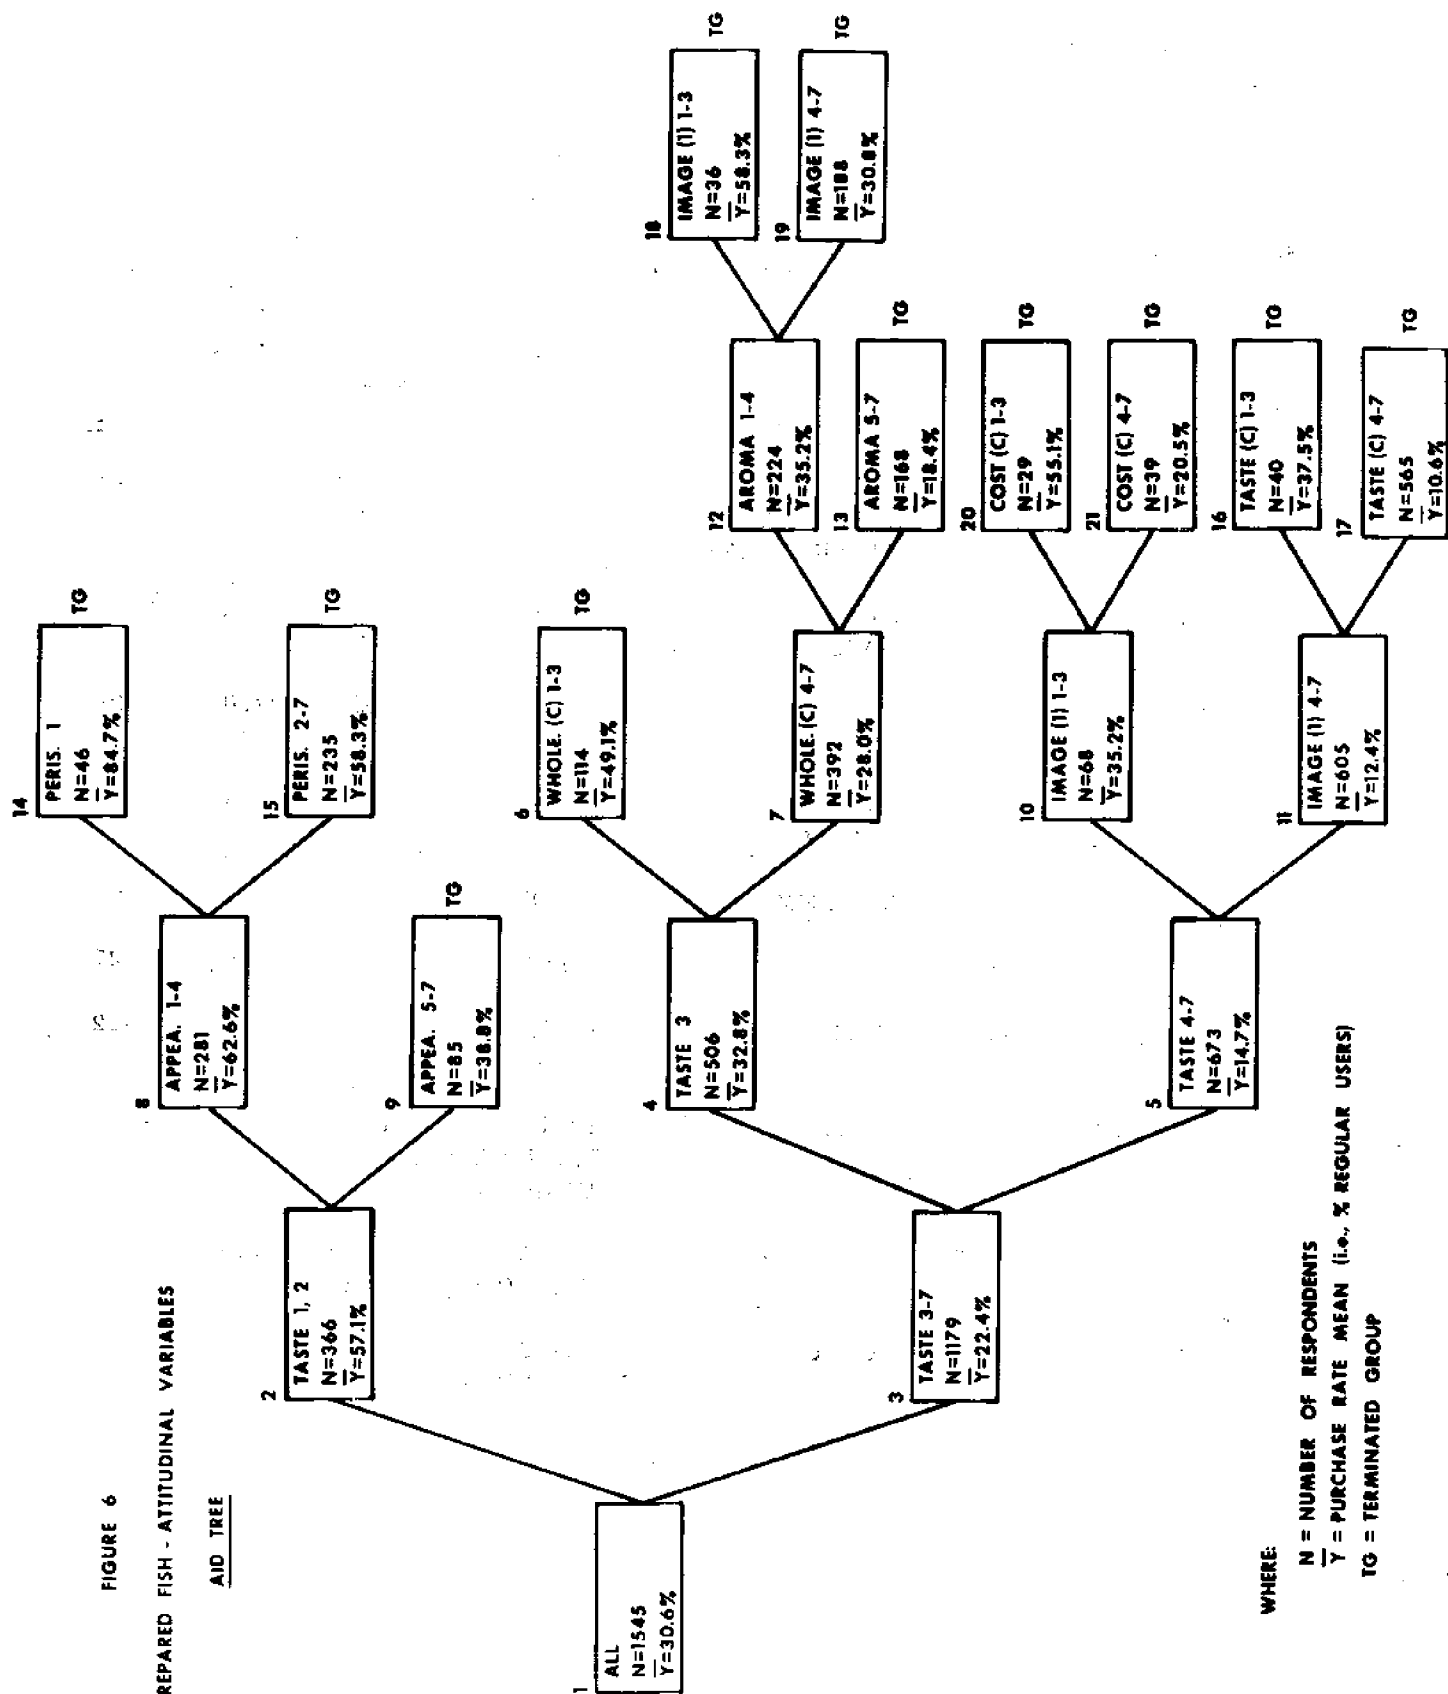 FIGURE 6
REPARED FISH - ATTITUDINAL VARIABLES
AID TREE
1
ALL
N=1545
Y=30.6%
2
TASTE 1, 2
N=366
Y=57.1%
3
TASTE 3-7
N=1179
Y=22.4%
8
APPEA. 1-4
N=281
Y=62.6%
9
APPEA. 5-7
N=85
Y=38.8%
TG
4
TASTE 3
N=506
Y=32.8%
5
TASTE 4-7
N=673
Y=14.7%
14
PERIS. 1
N=46
Y=84.7%
TG
15
PERIS. 2-7
N=235
Y=58.3%
TG
6
WHOLE. (C) 1-3
N=114
Y=49.1%
TG
7
WHOLE. (C) 4-7
N=392
Y=28.0%
10
IMAGE (1) 1-3
N=68
Y=35.2%
11
IMAGE (1) 4-7
N=605
Y=12.4%
12
AROMA 1-4
N=224
Y=35.2%
13
AROMA 5-7
N=168
Y=18.4%
TG
20
COST (C) 1-3
N=29
Y=55.1%
TG
21
COST (C) 4-7
N=39
Y=20.5%
TG
16
TASTE (C) 1-3
N=40
Y=37.5%
TG
17
TASTE (C) 4-7
N=565
Y=10.6%
TG
18
IMAGE (1) 1-3
N=36
Y=58.3%
TG
19
IMAGE (1) 4-7
N=188
Y=30.8%
TG
WHERE:
N = NUMBER OF RESPONDENTS
Y = PURCHASE RATE MEAN (i.e., % REGULAR USERS)
TG = TERMINATED GROUP